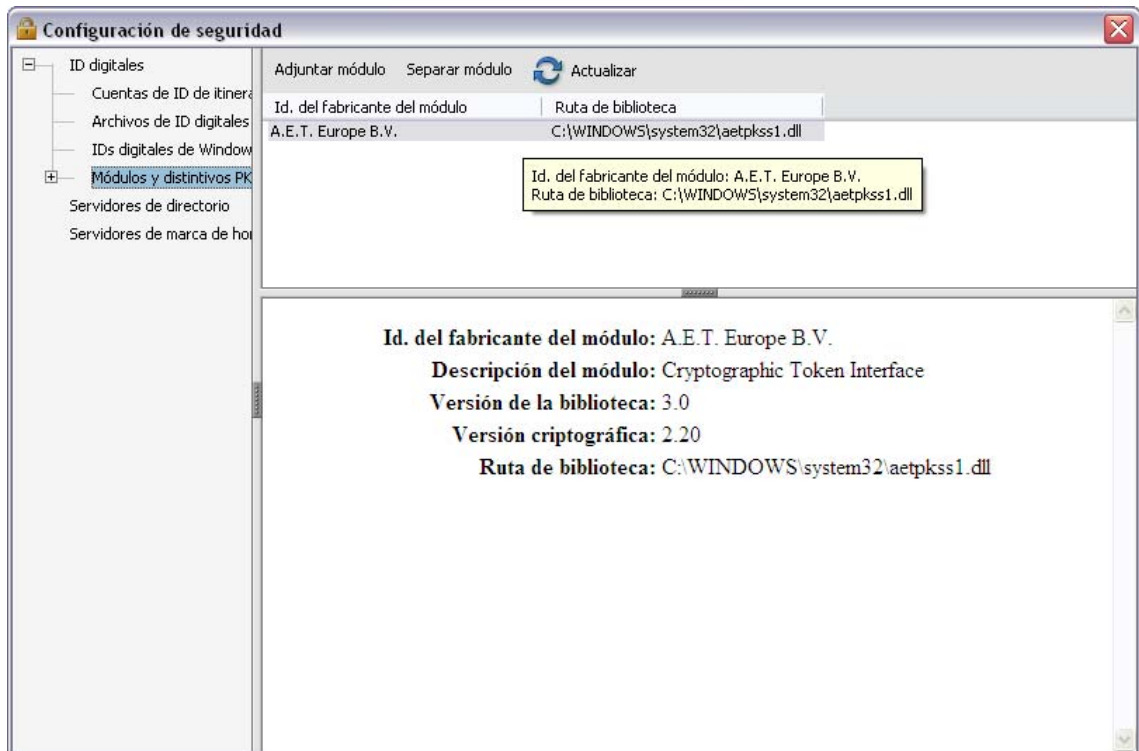 Configuración de seguridad
ID digitales
Cuentas de ID de itinera
Archivos de ID digitales
IDs digitales de Window
Módulos y distintivos PK
Servidores de directorio
Servidores de marca de hor
Adjuntar módulo Separar módulo Actualizar
Id. del fabricante del módulo Ruta de biblioteca
A.E.T. Europe B.V. C:\WINDOWS\system32\aetpkss1.dll
Id. del fabricante del módulo: A.E.T. Europe B.V.
Ruta de biblioteca: C:\WINDOWS\system32\aetpkss1.dll
Id. del fabricante del módulo: A.E.T. Europe B.V.
Descripción del módulo: Cryptographic Token Interface
Versión de la biblioteca: 3.0
Versión criptográfica: 2.20
Ruta de biblioteca: C:\WINDOWS\system32\aetpkss1.dll